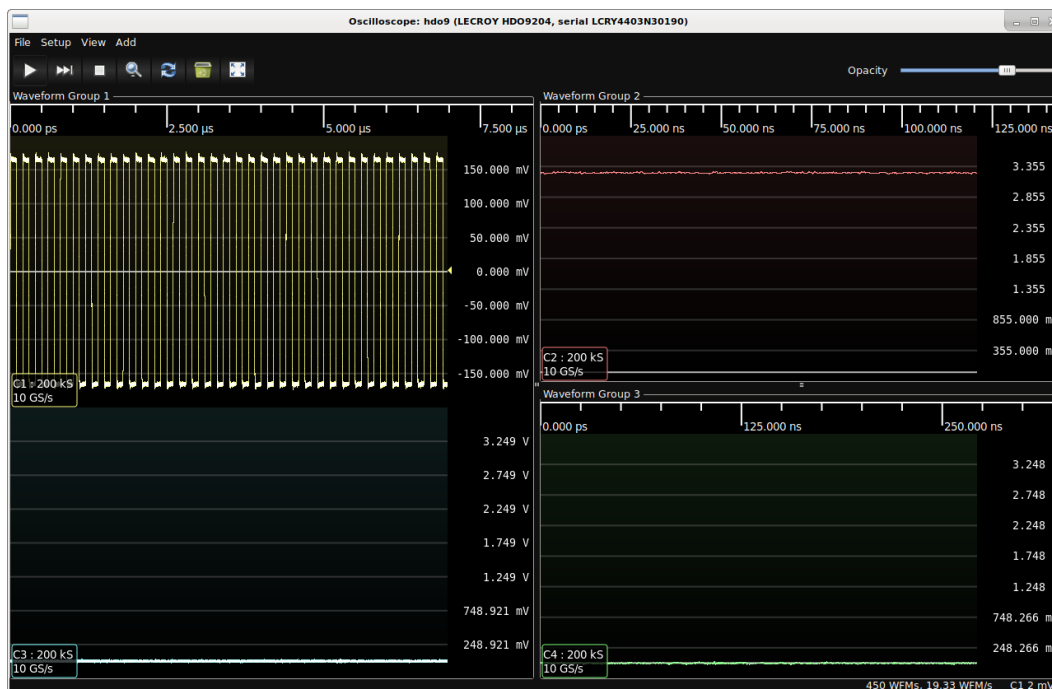 Oscilloscope: hdo9 (LECROY HDO9204, serial LCRY4403N30190)
File Setup View Add
Opacity
Waveform Group 1
0.000 ps 2.500 µs 5.000 µs 7.500 µs
150.000 mV
100.000 mV
50.000 mV
0.000 mV
-50.000 mV
-100.000 mV
-150.000 mV
C1 : 200 kS
10 GS/s
3.249 V
2.749 V
2.249 V
1.749 V
1.249 V
748.921 mV
248.921 mV
C3 : 200 kS
10 GS/s
Waveform Group 2
0.000 ps 25.000 ns 50.000 ns 75.000 ns 100.000 ns 125.000 ns
3.355
2.855
2.355
1.855
1.355
855.000 m
355.000 m
C2 : 200 kS
10 GS/s
Waveform Group 3
0.000 ps 125.000 ns 250.000 ns
3.248
2.748
2.248
1.748
1.248
748.266 m
248.266 m
C4 : 200 kS
10 GS/s
450 WFMs, 19.33 WFM/s C1 2 mV